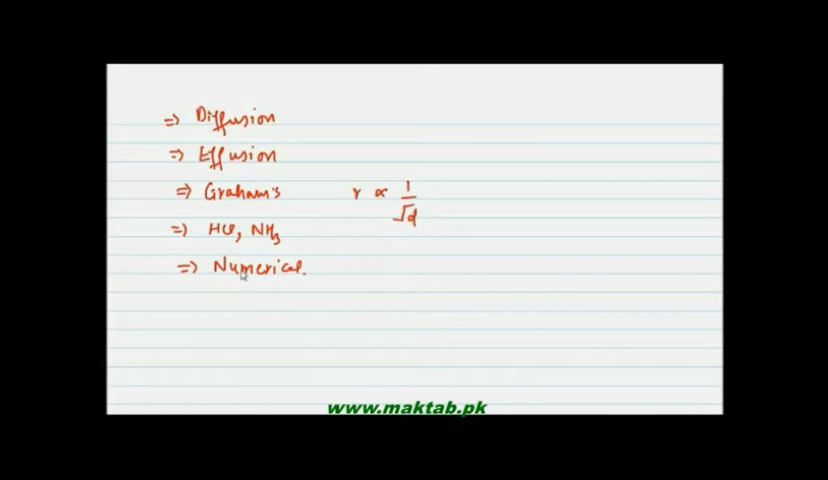 ⇒ Diffusion
⇒ Effusion
⇒ Graham's r ∝ 1/√d
⇒ HCl, NH₃
⇒ Numerical.
www.maktab.pk